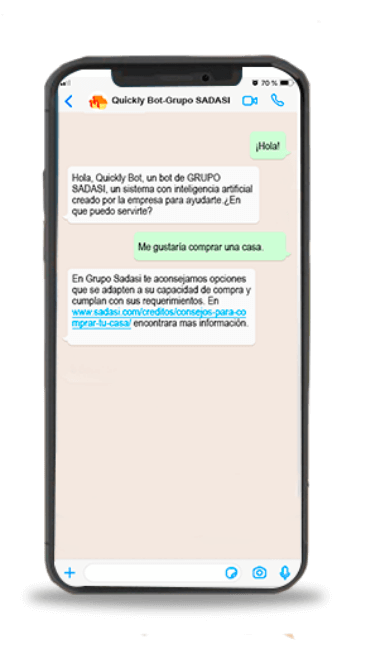 70 %
Quickly Bot-Grupo SADASI
¡Hola!
Hola, Quickly Bot, un bot de GRUPO
SADASI, un sistema con inteligencia artificial
creado por la empresa para ayudarte.¿En
que puedo servirte?
Me gustaría comprar una casa.
En Grupo Sadasi te aconsejamos opciones
que se adapten a su capacidad de compra y
cumplan con sus requerimientos. En
www.sadasi.com/creditos/consejos-para-co
mprar-tu-casa/ encontrara mas información.